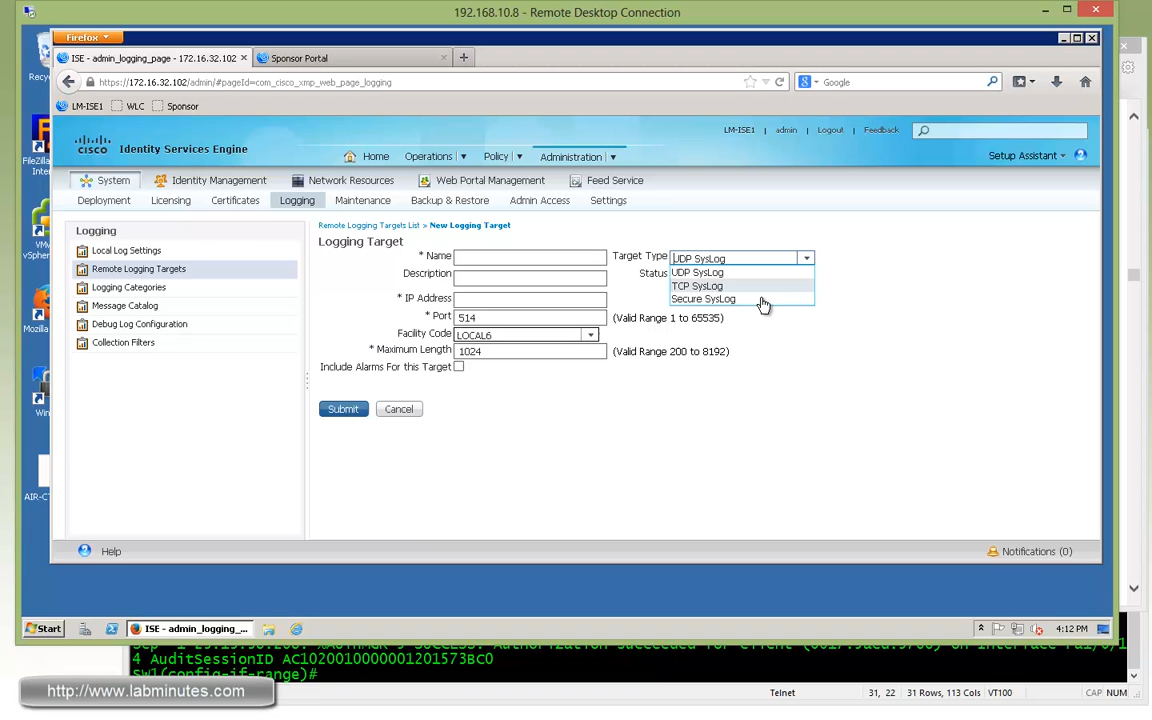 192.168.10.8 - Remote Desktop Connection
Firefox
ISE - admin_logging_page - 172.16.32.102
Sponsor Portal
https://172.16.32.102/admin/#pageId=com_cisco_xmp_web_page_logging
Google
LM-ISE1
WLC
Sponsor
LM-ISE1 | admin | Logout | Feedback
CISCO
Identity Services Engine
Home
Operations
Policy
Administration
Setup Assistant
System
Identity Management
Network Resources
Web Portal Management
Feed Service
Deployment
Licensing
Certificates
Logging
Maintenance
Backup & Restore
Admin Access
Settings
Logging
Local Log Settings
Remote Logging Targets
Logging Categories
Message Catalog
Debug Log Configuration
Collection Filters
Remote Logging Targets List > New Logging Target
Logging Target
* Name
Target Type
UDP SysLog
UDP SysLog
TCP SysLog
Secure SysLog
Description
Status
* IP Address
* Port
514
(Valid Range 1 to 65535)
Facility Code
LOCAL6
* Maximum Length
1024
(Valid Range 200 to 8192)
Include Alarms For this Target
Submit
Cancel
Help
Notifications (0)
Start
ISE - admin_logging_...
4:12 PM
4 AuditSessionID AC1020010000001201573BC0
SW1(config-if-range)#
http://www.labminutes.com
Telnet
31, 22
31 Rows, 113 Cols
VT100
CAP
NUM